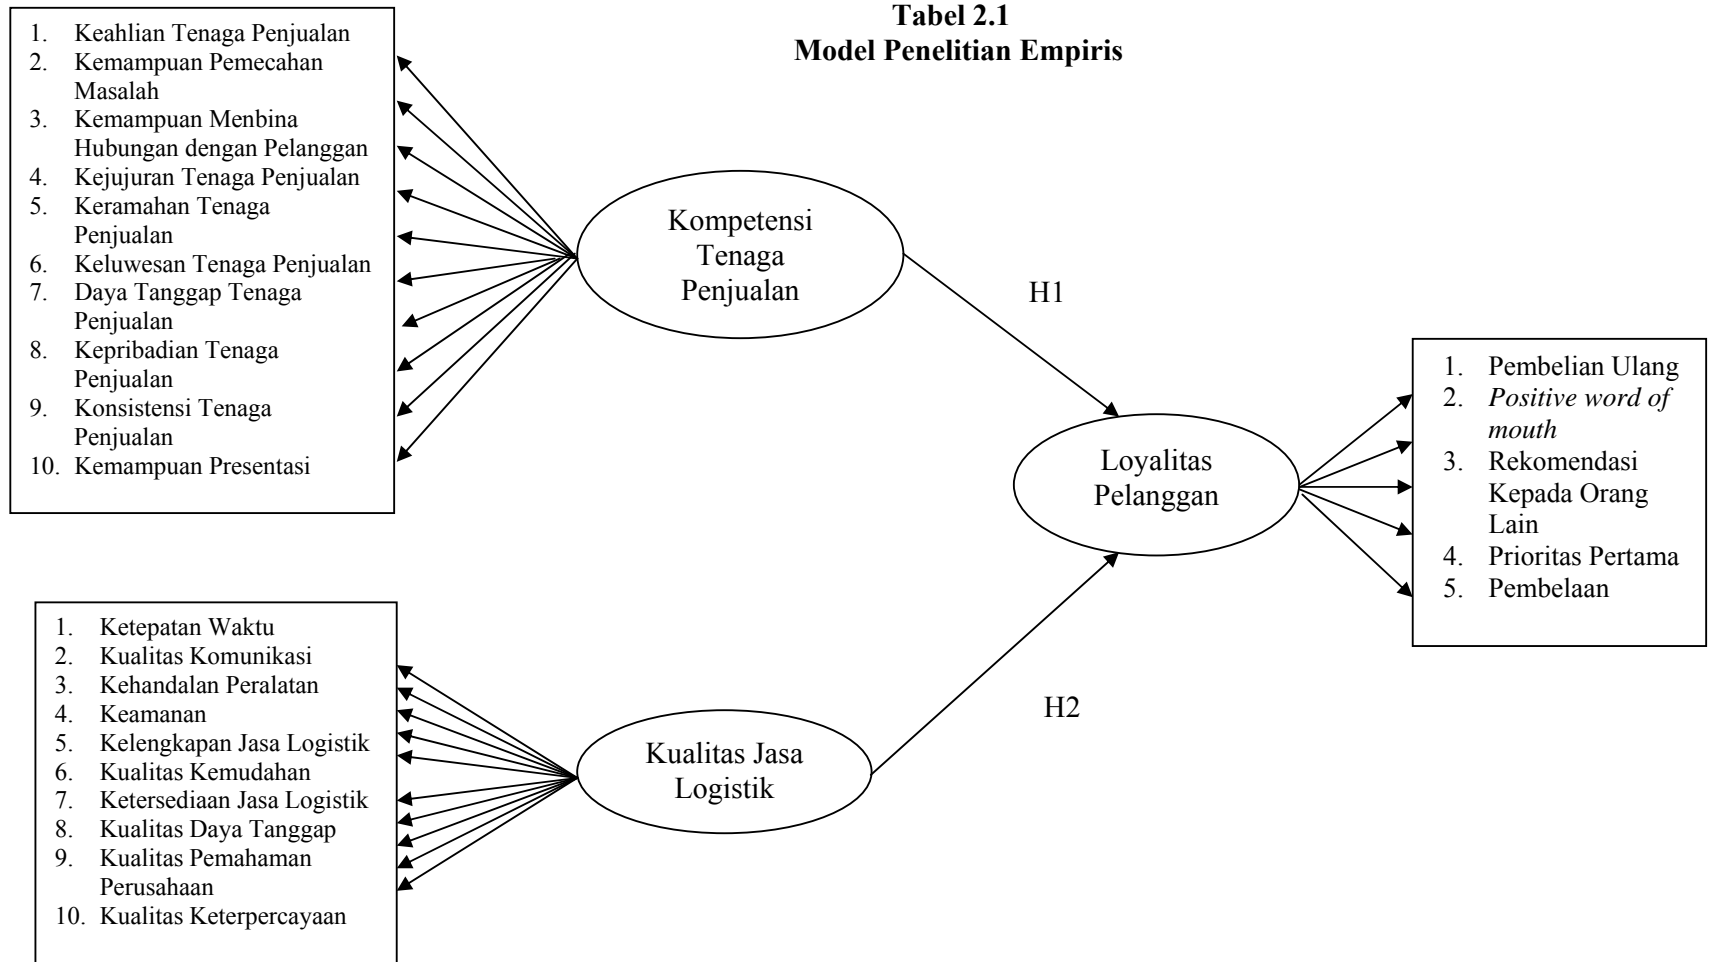 Tabel 2.1
Model Penelitian Empiris
1. Keahlian Tenaga Penjualan
2. Kemampuan Pemecahan
Masalah
3. Kemampuan Menbina
Hubungan dengan Pelanggan
4. Kejujuran Tenaga Penjualan
5. Keramahan Tenaga
Penjualan
6. Keluwesan Tenaga Penjualan
7. Daya Tanggap Tenaga
Penjualan
8. Kepribadian Tenaga
Penjualan
9. Konsistensi Tenaga
Penjualan
10. Kemampuan Presentasi
Kompetensi
Tenaga
Penjualan
H1
Loyalitas
Pelanggan
1. Pembelian Ulang
2. Positive word of
mouth
3. Rekomendasi
Kepada Orang
Lain
4. Prioritas Pertama
5. Pembelaan
1. Ketepatan Waktu
2. Kualitas Komunikasi
3. Kehandalan Peralatan
4. Keamanan
5. Kelengkapan Jasa Logistik
6. Kualitas Kemudahan
7. Ketersediaan Jasa Logistik
8. Kualitas Daya Tanggap
9. Kualitas Pemahaman
Perusahaan
10. Kualitas Keterpercayaan
Kualitas Jasa
Logistik
H2